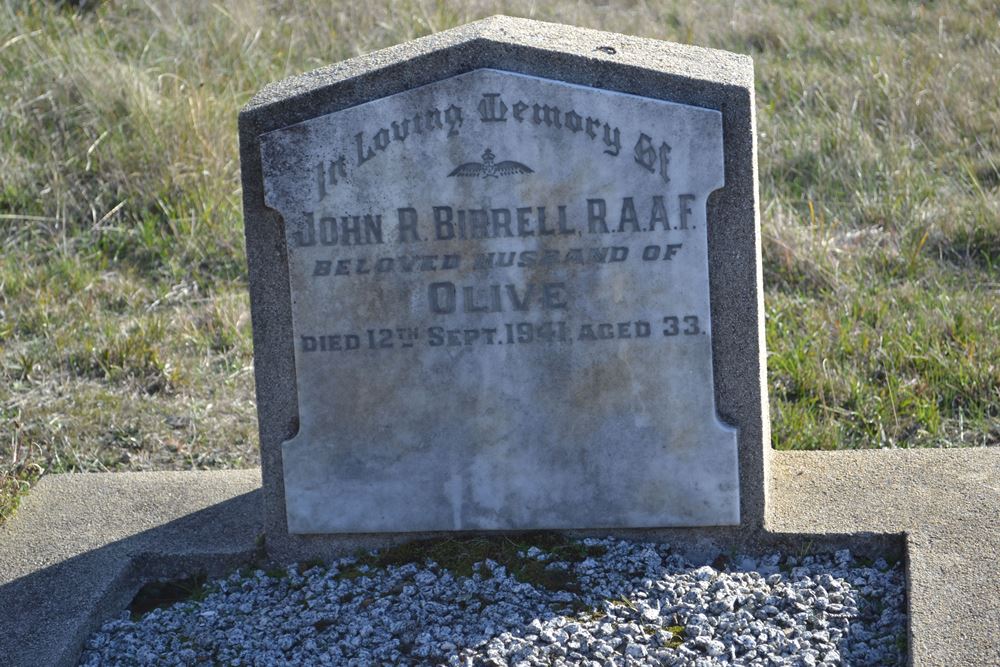 In Loving Memory Of
JOHN R. BIRRELL, R.A.A.F.
BELOVED HUSBAND OF
OLIVE
DIED 12TH SEPT. 1941, AGED 33.